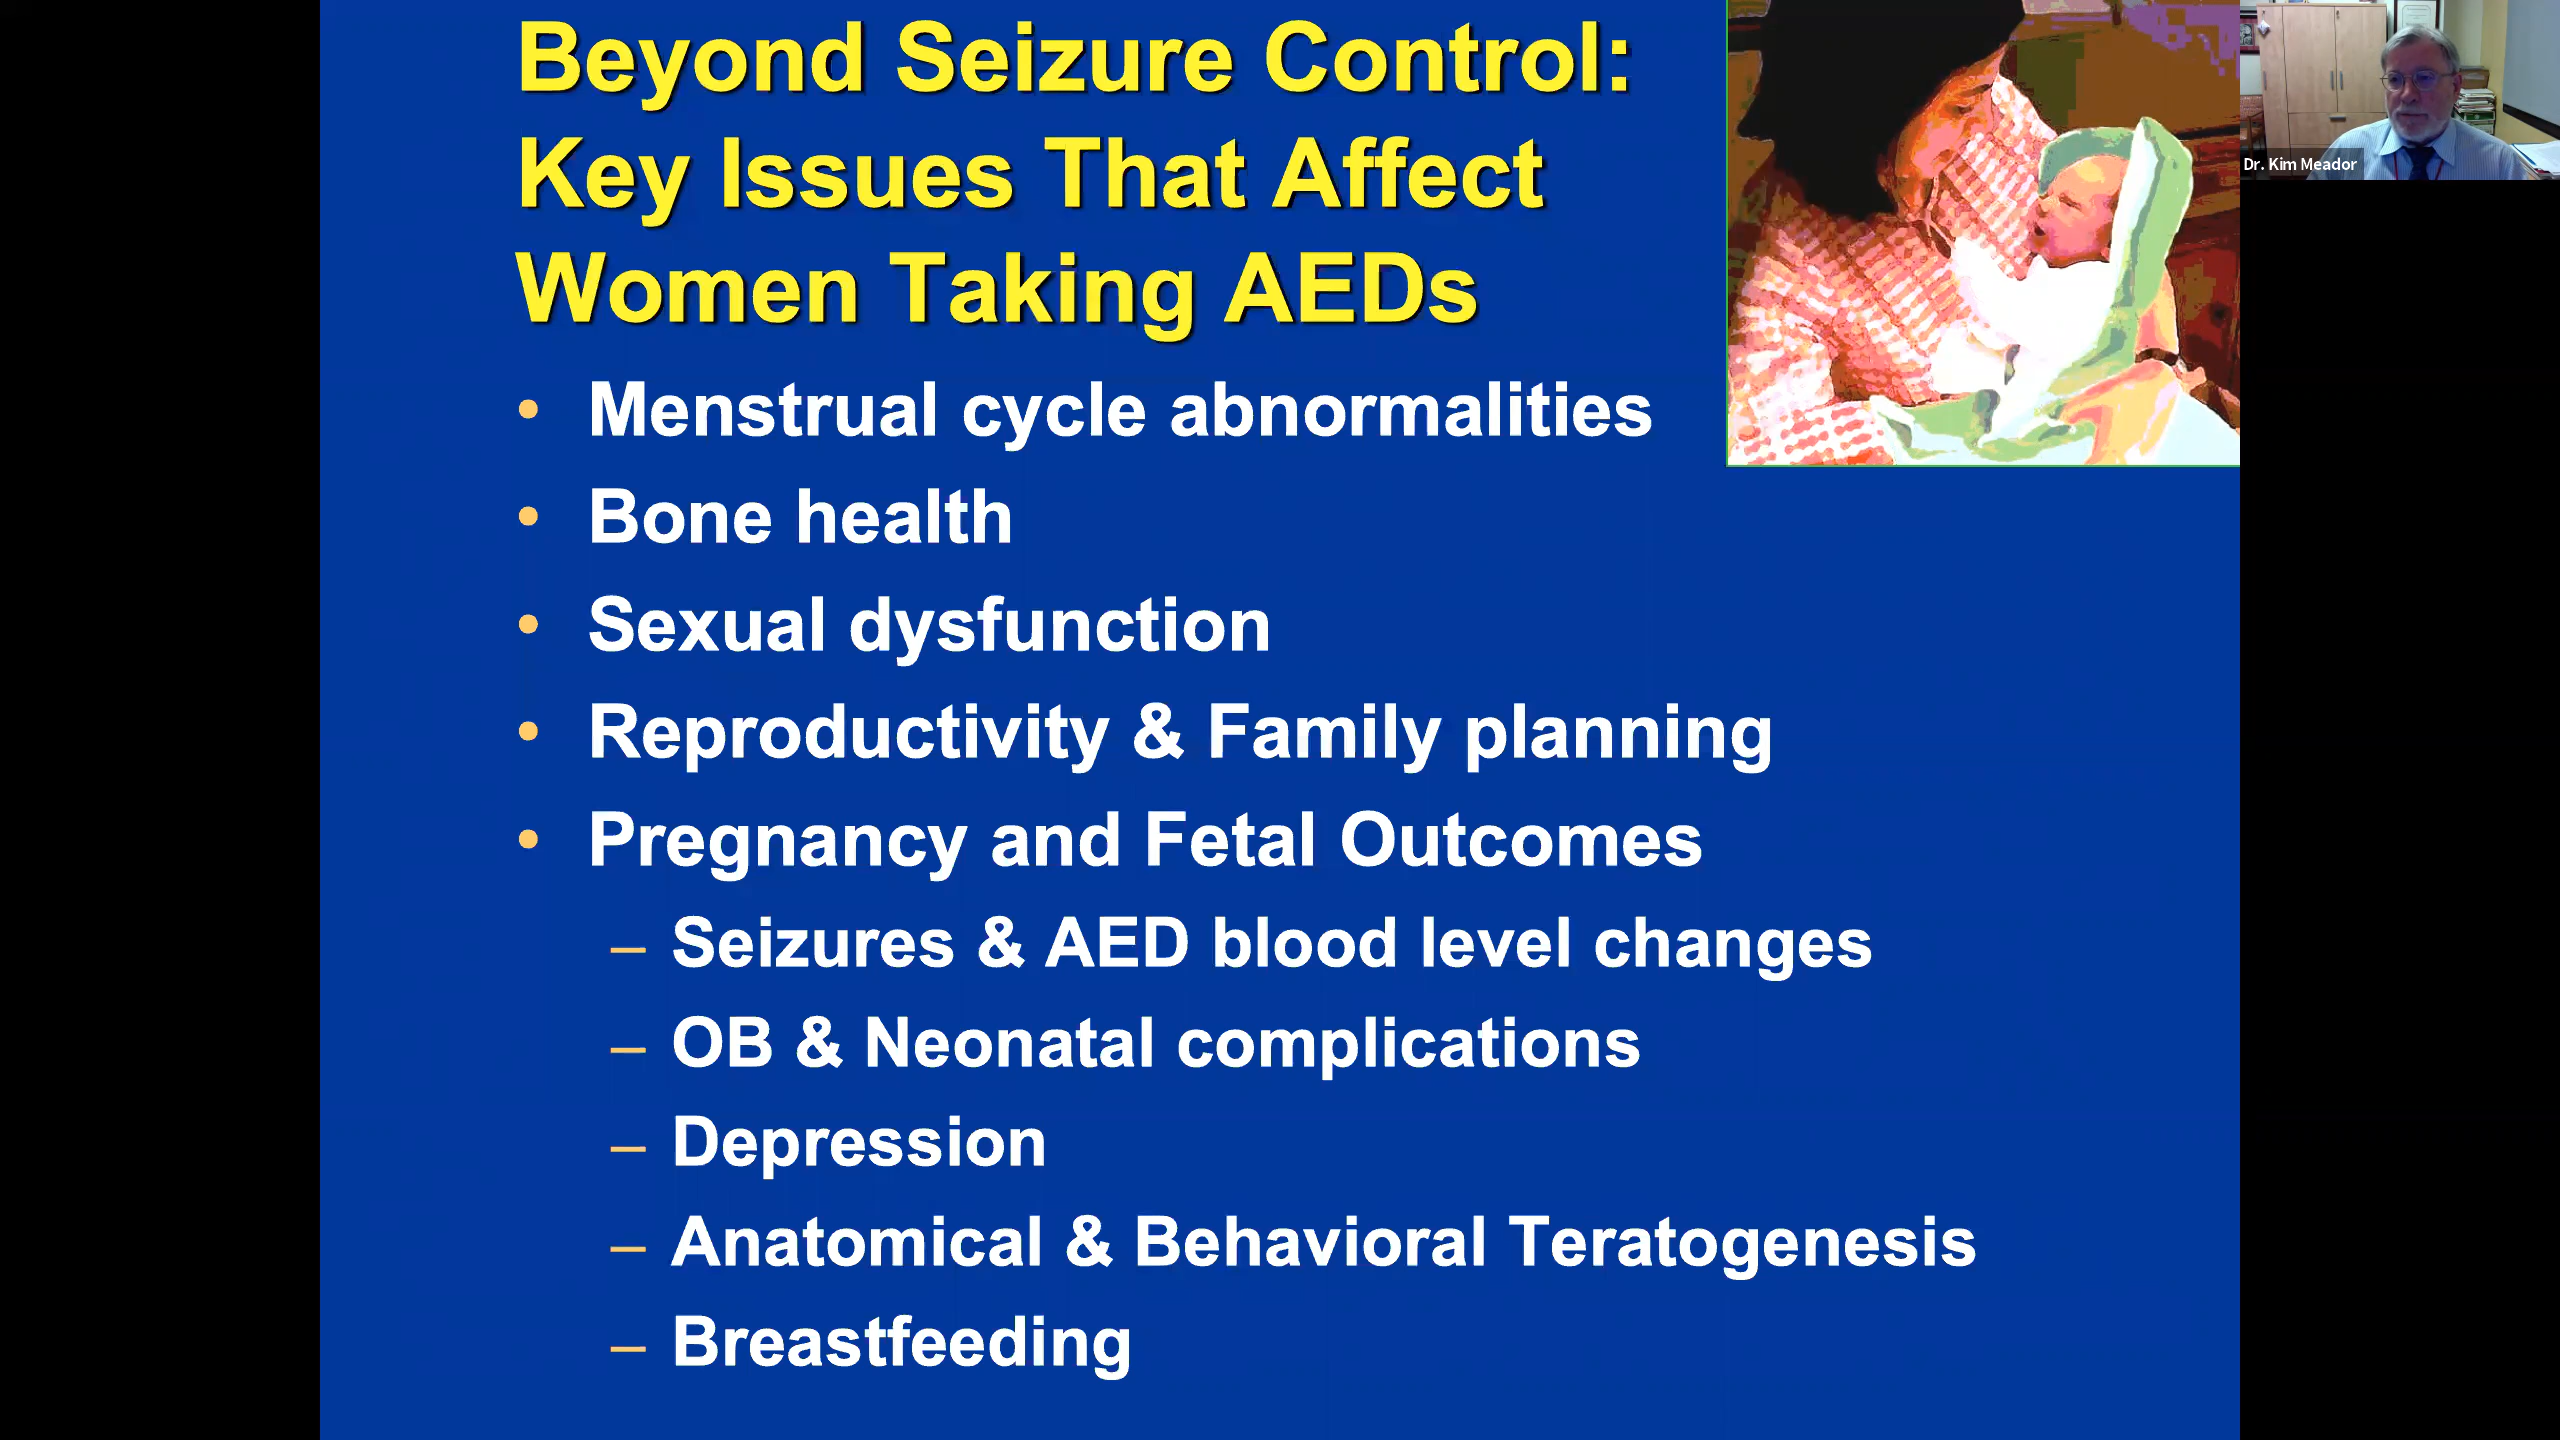 Beyond Seizure Control:
Key Issues That Affect
Women Taking AEDs
• Menstrual cycle abnormalities
• Bone health
• Sexual dysfunction
• Reproductivity & Family planning
• Pregnancy and Fetal Outcomes
– Seizures & AED blood level changes
– OB & Neonatal complications
– Depression
– Anatomical & Behavioral Teratogenesis
– Breastfeeding
Dr. Kim Meador